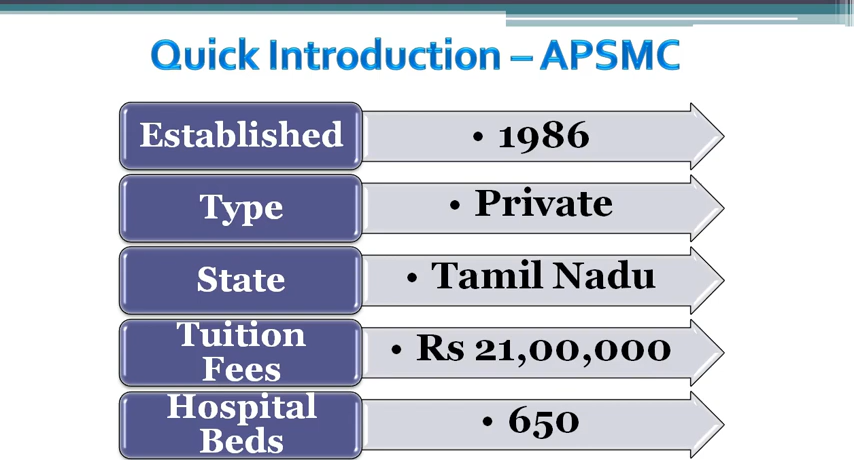 Quick Introduction – APSMC
Established
• 1986
Type
• Private
State
• Tamil Nadu
Tuition
Fees
• Rs 21,00,000
Hospital
Beds
• 650